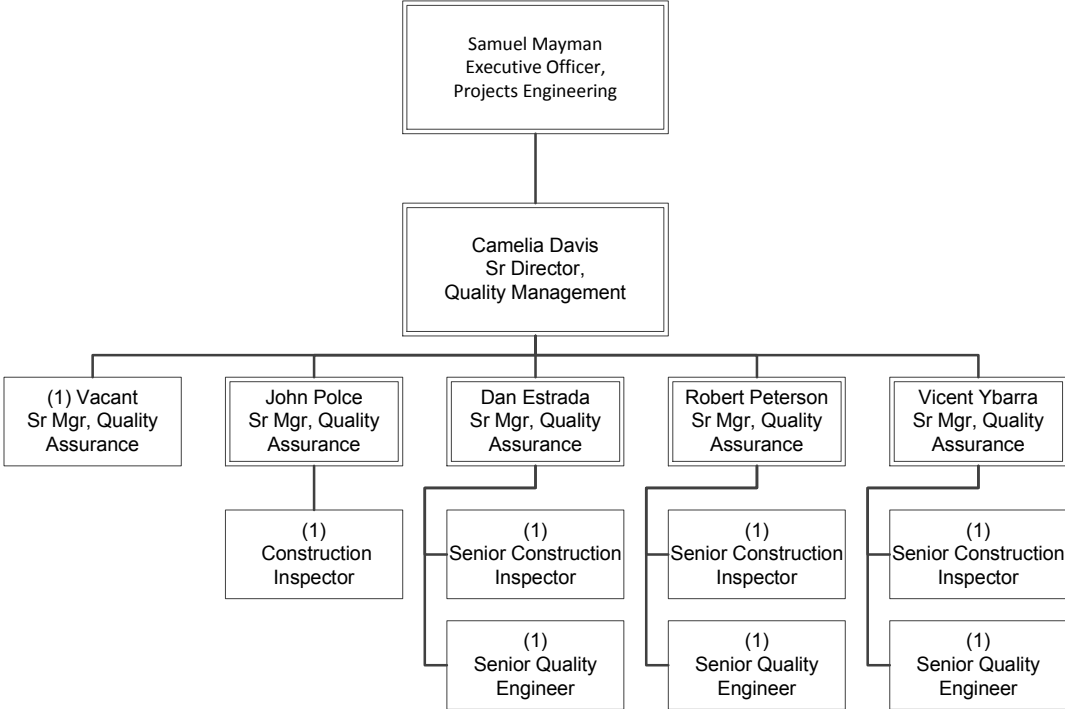 Samuel Mayman
Executive Officer,
Projects Engineering
Camelia Davis
Sr Director,
Quality Management
(1) Vacant
Sr Mgr, Quality
Assurance
John Polce
Sr Mgr, Quality
Assurance
Dan Estrada
Sr Mgr, Quality
Assurance
Robert Peterson
Sr Mgr, Quality
Assurance
Vicent Ybarra
Sr Mgr, Quality
Assurance
(1)
Construction
Inspector
(1)
Senior Construction
Inspector
(1)
Senior Construction
Inspector
(1)
Senior Construction
Inspector
(1)
Senior Quality
Engineer
(1)
Senior Quality
Engineer
(1)
Senior Quality
Engineer